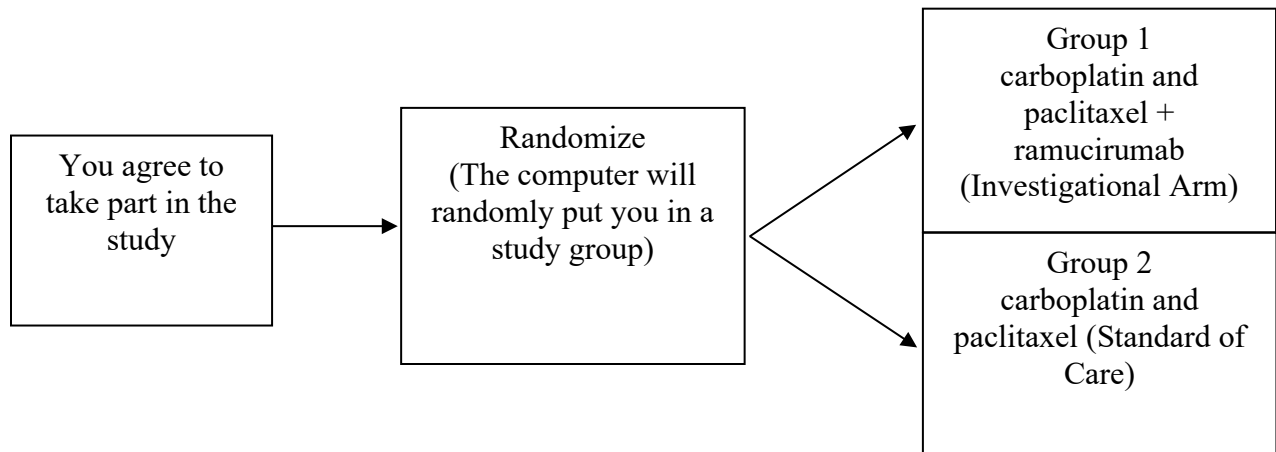 You agree to
take part in the
study
Randomize
(The computer will
randomly put you in a
study group)
Group 1
carboplatin and
paclitaxel +
ramucirumab
(Investigational Arm)
Group 2
carboplatin and
paclitaxel (Standard of
Care)